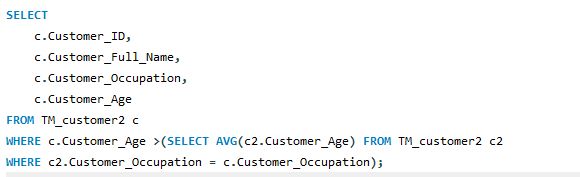 SELECT
    c.Customer_ID,
    c.Customer_Full_Name,
    c.Customer_Occupation,
    c.Customer_Age
FROM TM_customer2 c
WHERE c.Customer_Age >(SELECT AVG(c2.Customer_Age) FROM TM_customer2 c2
WHERE c2.Customer_Occupation = c.Customer_Occupation);